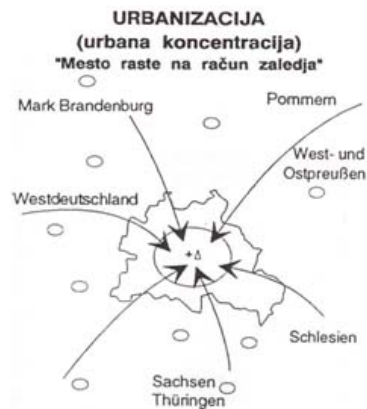 URBANIZACIJA
(urbana koncentracija)
"Mesto raste na račun zaledja"
Mark Brandenburg
Pommern
West- und
Ostpreußen
Westdeutschland
Schlesien
Sachsen
Thüringen